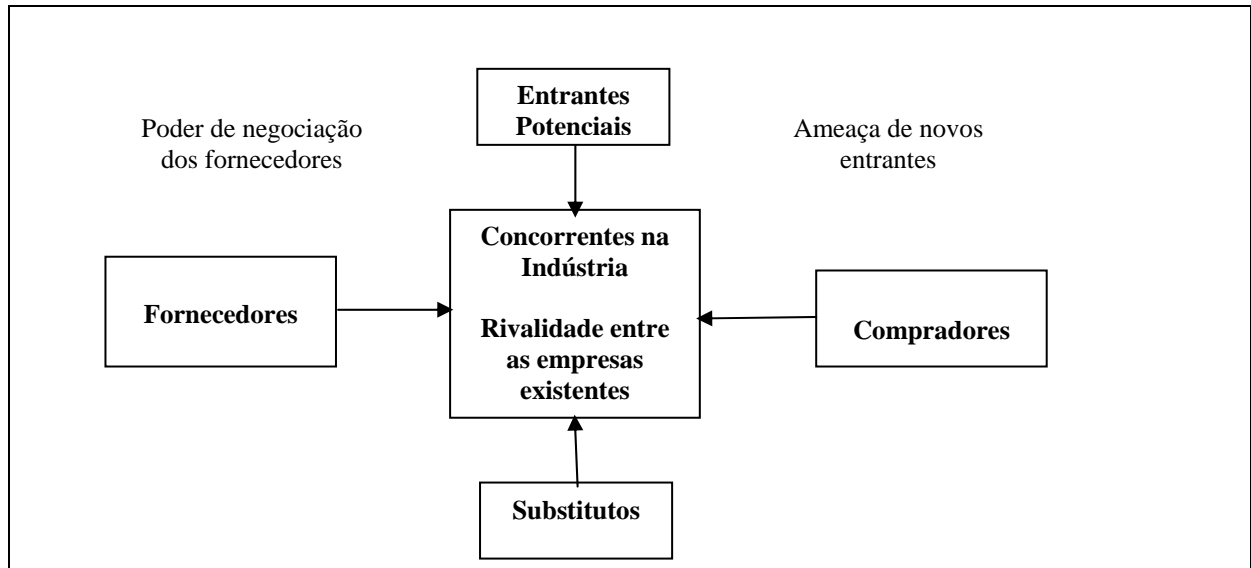 Entrantes
Potenciais
Poder de negociação
dos fornecedores
Ameaça de novos
entrantes
Concorrentes na
Indústria
Rivalidade entre
as empresas
existentes
Fornecedores
Compradores
Substitutos